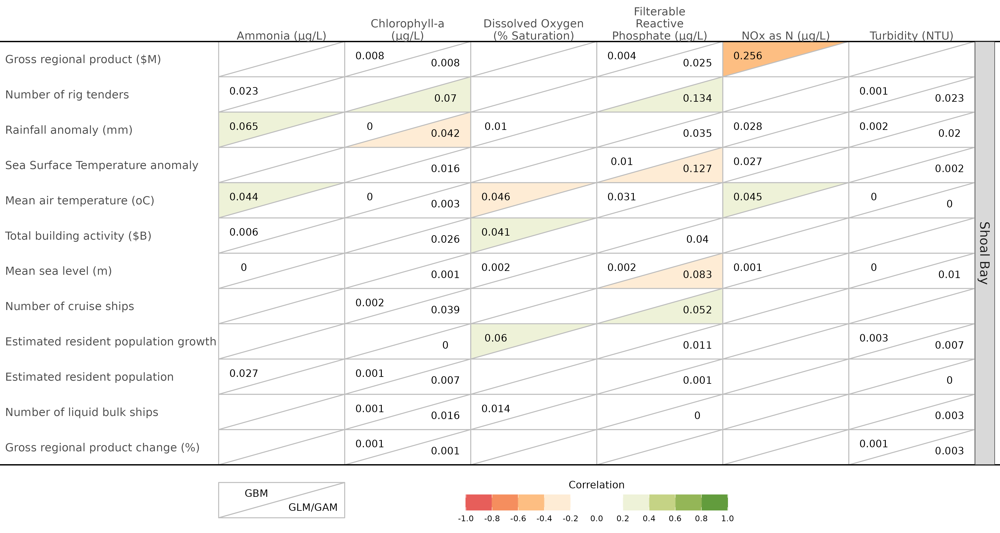 Filterable
Chlorophyll-a Dissolved Oxygen Reactive
Ammonia (µg/L) (µg/L) (% Saturation) Phosphate (µg/L) NOx as N (µg/L) Turbidity (NTU)
Gross regional product ($M) 0.008 0.008 0.004 0.025 0.256
Number of rig tenders 0.023 0.07 0.134 0.001 0.023
Rainfall anomaly (mm) 0.065 0 0.042 0.01 0.035 0.028 0.002 0.02
Sea Surface Temperature anomaly 0.016 0.01 0.127 0.027 0.002
Mean air temperature (oC) 0.044 0 0.003 0.046 0.031 0.045 0 0
Total building activity ($B) 0.006 0.026 0.041 0.04
Mean sea level (m) 0 0.001 0.002 0.002 0.083 0.001 0 0.01
Number of cruise ships 0.002 0.039 0.052
Estimated resident population growth 0 0.06 0.011 0.003 0.007
Estimated resident population 0.027 0.001 0.007 0.001 0
Number of liquid bulk ships 0.001 0.016 0.014 0 0.003
Gross regional product change (%) 0.001 0.001 0.001 0.003
Shoal Bay
GBM
GLM/GAM
Correlation
-1.0 -0.8 -0.6 -0.4 -0.2 0.0 0.2 0.4 0.6 0.8 1.0